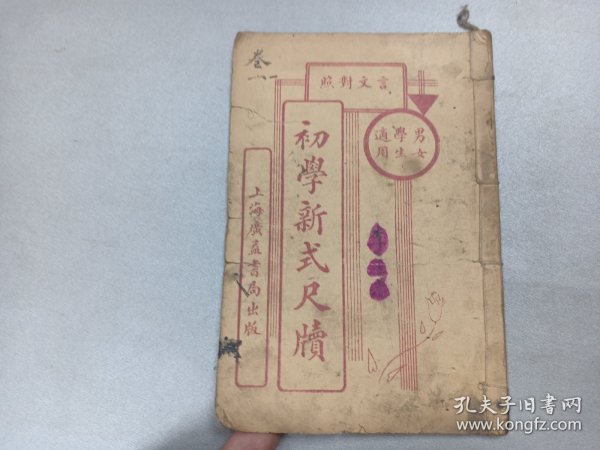 言文對照
男女學生適用
初學新式尺牘
上海廣益書局出版
卷
孔夫子旧书网
www.kongfz.com